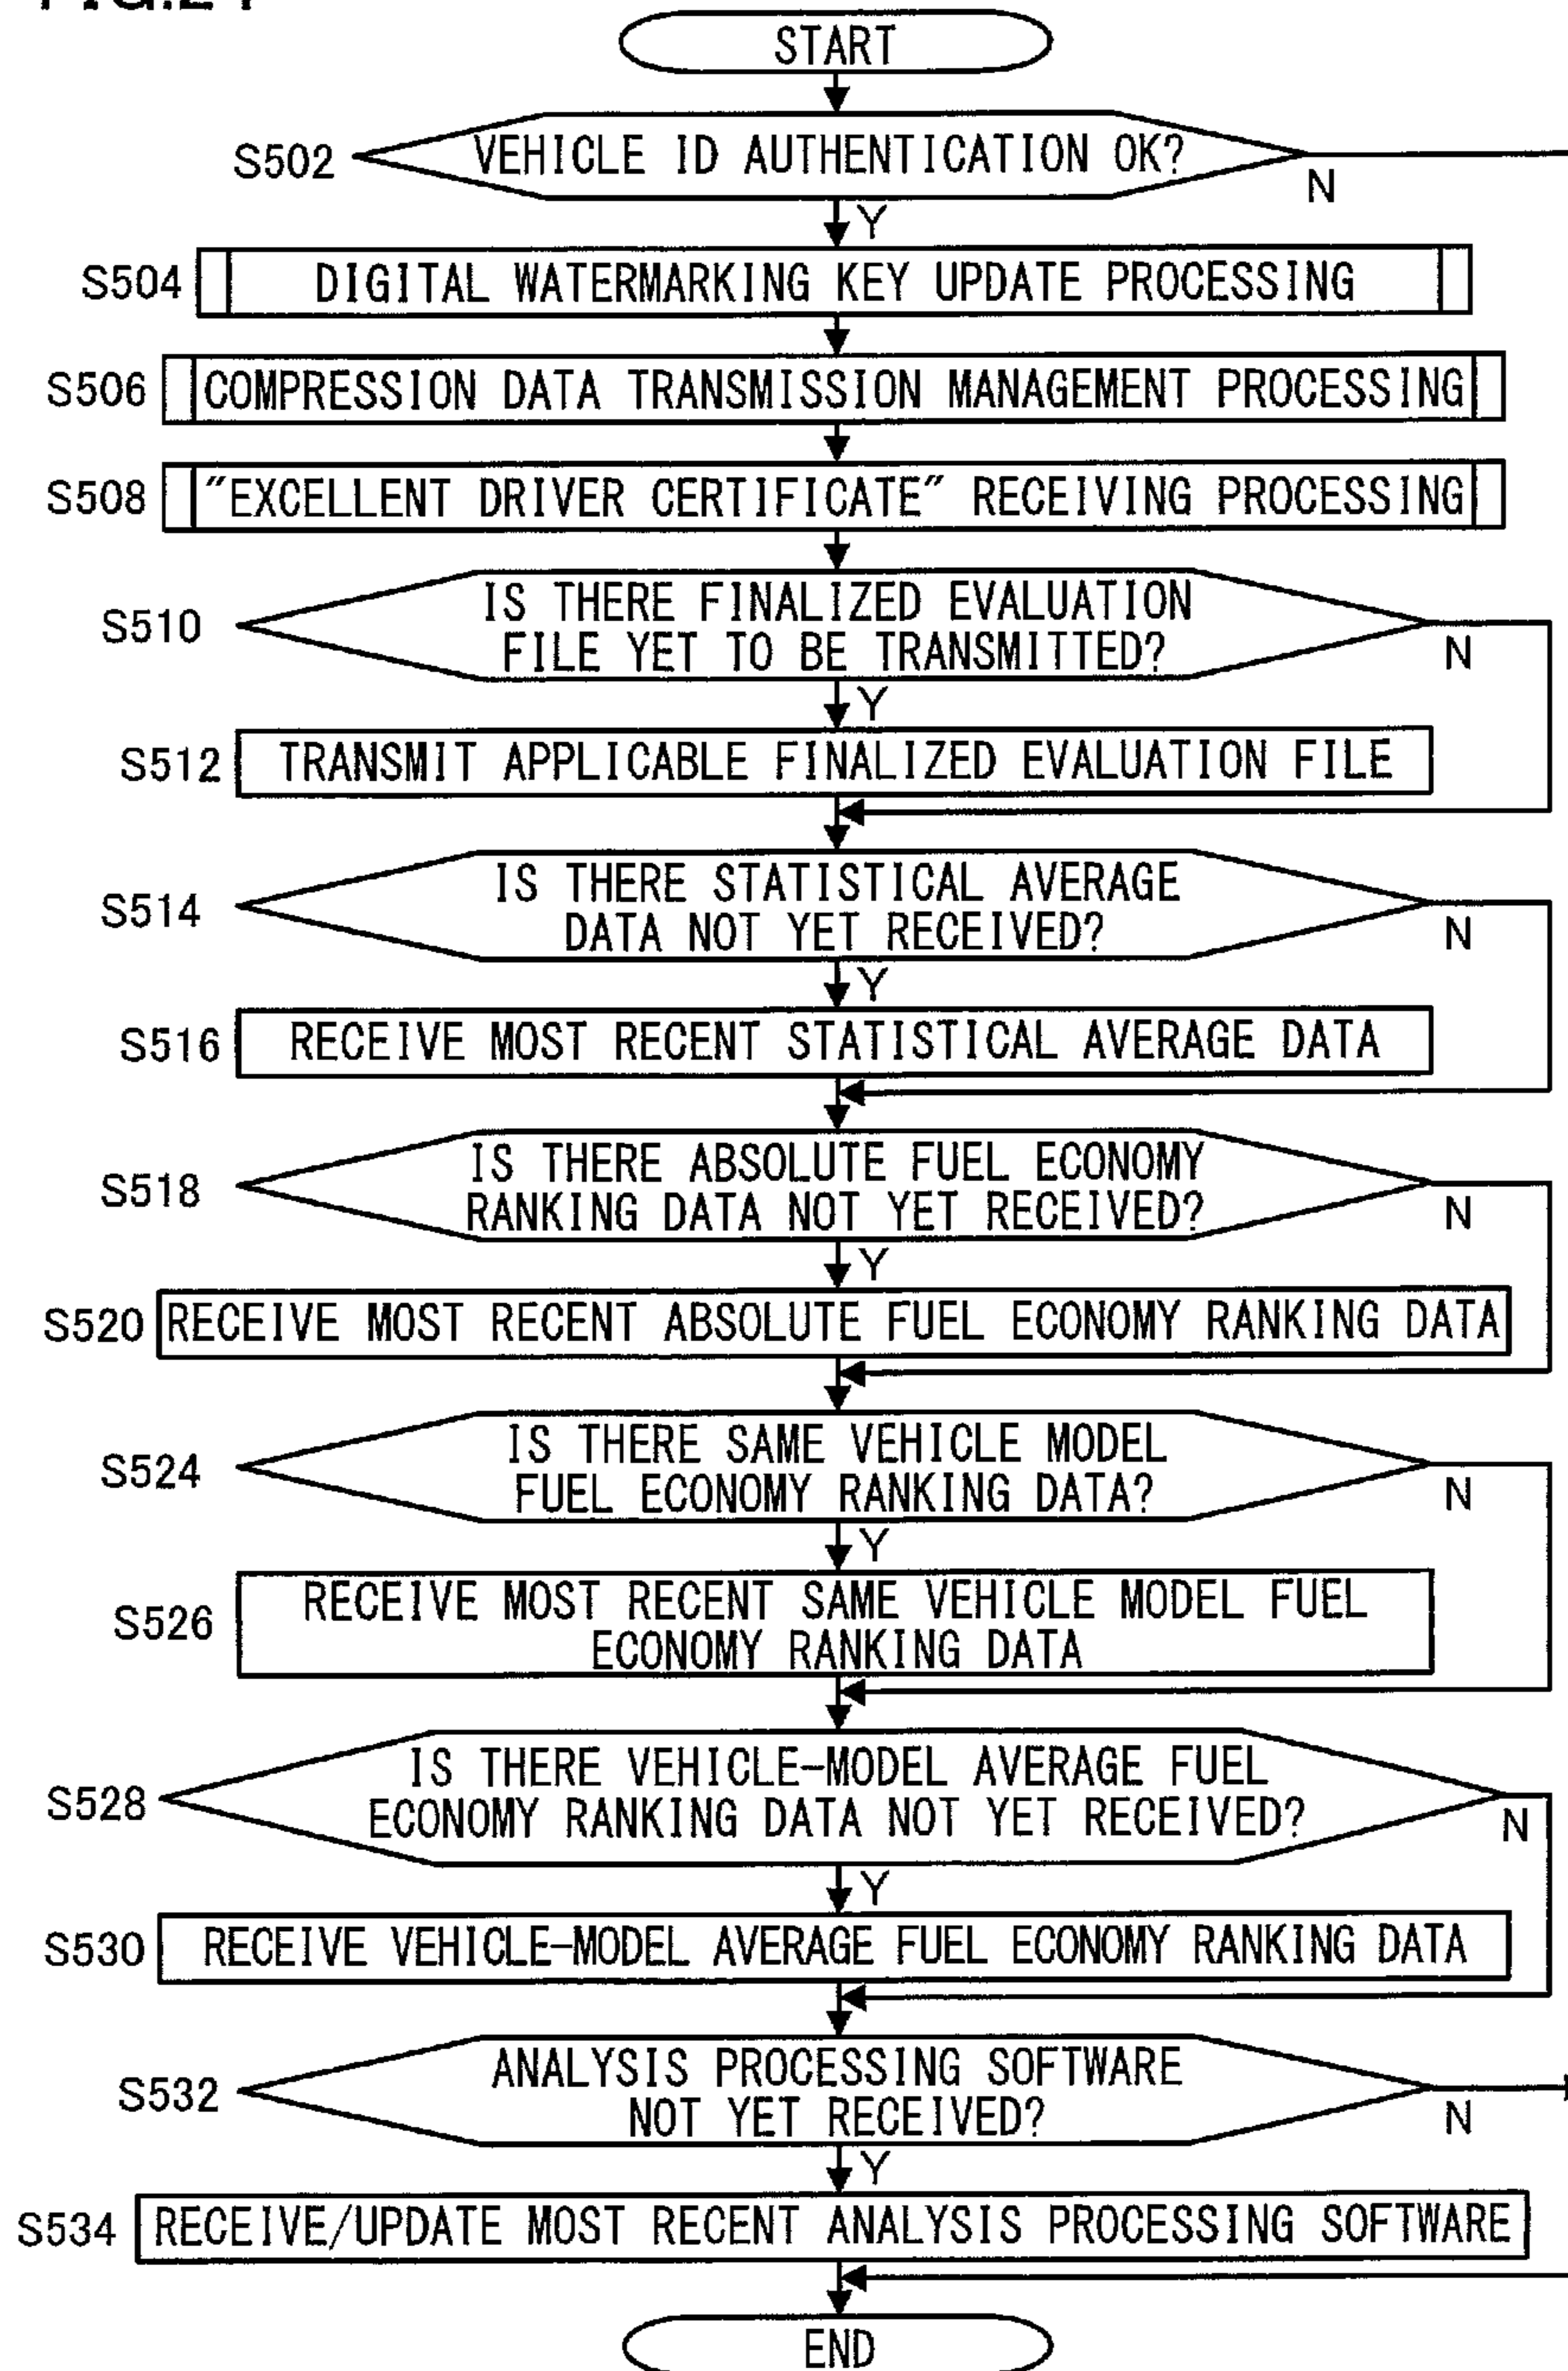 START
S502 VEHICLE ID AUTHENTICATION OK?
N
Y
S504 DIGITAL WATERMARKING KEY UPDATE PROCESSING
S506 COMPRESSION DATA TRANSMISSION MANAGEMENT PROCESSING
S508 "EXCELLENT DRIVER CERTIFICATE" RECEIVING PROCESSING
IS THERE FINALIZED EVALUATION
S510
FILE YET TO BE TRANSMITTED?
N
Y
S512 TRANSMIT APPLICABLE FINALIZED EVALUATION FILE
IS THERE STATISTICAL AVERAGE
S514
DATA NOT YET RECEIVED?
N
Y
S516 RECEIVE MOST RECENT STATISTICAL AVERAGE DATA
IS THERE ABSOLUTE FUEL ECONOMY
S518
RANKING DATA NOT YET RECEIVED?
N
Y
S520 RECEIVE MOST RECENT ABSOLUTE FUEL ECONOMY RANKING DATA
IS THERE SAME VEHICLE MODEL
S524
FUEL ECONOMY RANKING DATA?
N
Y
RECEIVE MOST RECENT SAME VEHICLE MODEL FUEL
S526
ECONOMY RANKING DATA
IS THERE VEHICLE-MODEL AVERAGE FUEL
S528
ECONOMY RANKING DATA NOT YET RECEIVED?
N
Y
S530 RECEIVE VEHICLE-MODEL AVERAGE FUEL ECONOMY RANKING DATA
ANALYSIS PROCESSING SOFTWARE
S532
NOT YET RECEIVED?
N
Y
S534 RECEIVE/UPDATE MOST RECENT ANALYSIS PROCESSING SOFTWARE
END